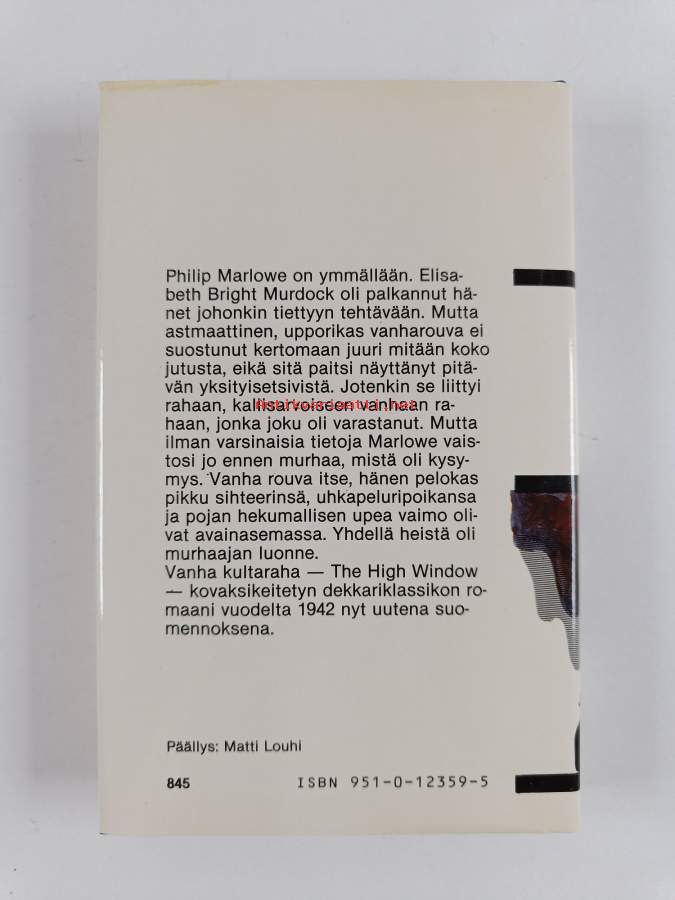 Philip Marlowe on ymmällään. Elisa-
beth Bright Murdock oli palkannut hä-
net johonkin tiettyyn tehtävään. Mutta
astmaattinen, upporikas vanharouva ei
suostunut kertomaan juuri mitään koko
jutusta, eikä sitä paitsi näyttänyt pitä-
vän yksityisetsivistä. Jotenkin se liittyi
rahaan, kallisarvoiseen vanhaan ra-
antikvariaatti.net
haan, jonka joku oli varastanut. Mutta
ilman varsinaisia tietoja Marlowe vais-
tosi jo ennen murhaa, mistä oli kysy-
mys. Vanha rouva itse, hänen pelokas
pikku sihteerinsä, uhkapeluripoikansa
ja pojan hekumallisen upea vaimo oli-
vat avainasemassa. Yhdellä heistä oli
murhaajan luonne.
Vanha kultaraha — The High Window
— kovaksikeitetyn dekkariklassikon ro-
maani vuodelta 1942 nyt uutena suo-
mennoksena.
Päällys: Matti Louhi
845 ISBN 951-0-12359-5